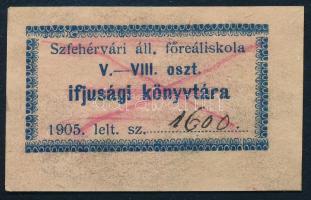 Szfehérvári áll. főreáliskola
V.—VIII. oszt.
ifjusági könyvtára
1905. lelt. sz. 1600.